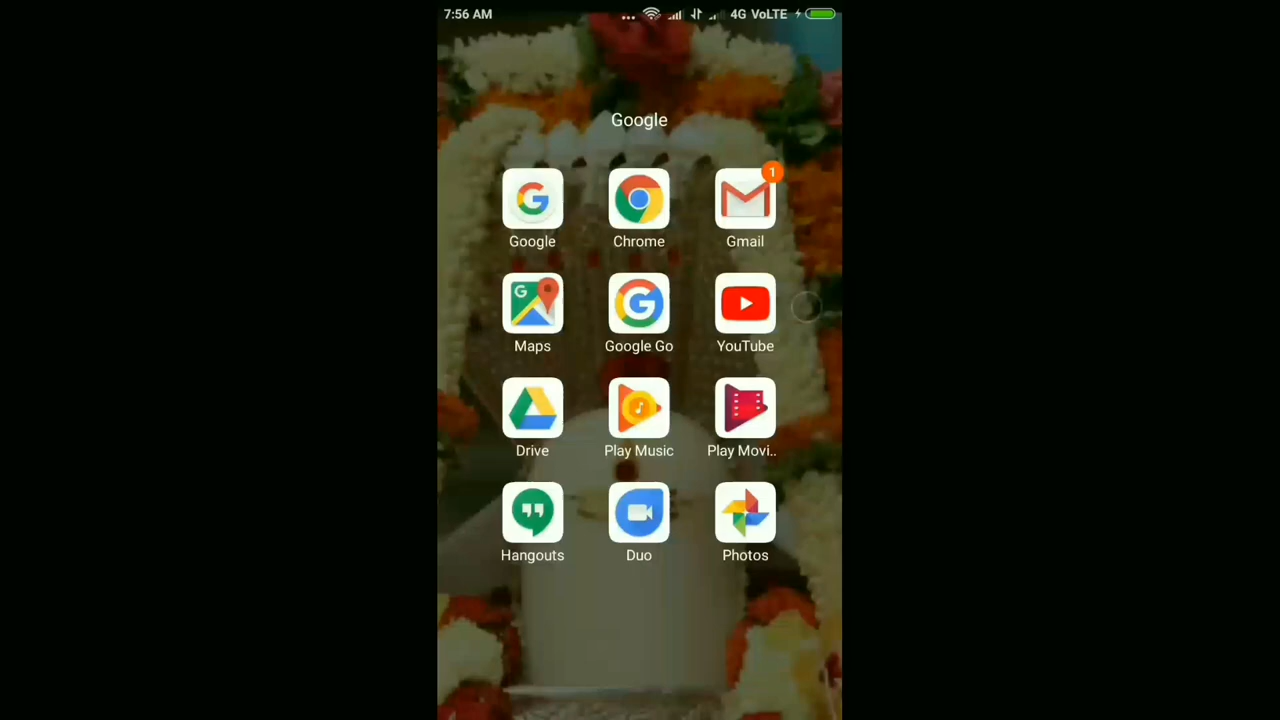 7:56 AM
4G VoLTE
Google
1
Google
Chrome
Gmail
Maps
Google Go
YouTube
Drive
Play Music
Play Movi..
Hangouts
Duo
Photos